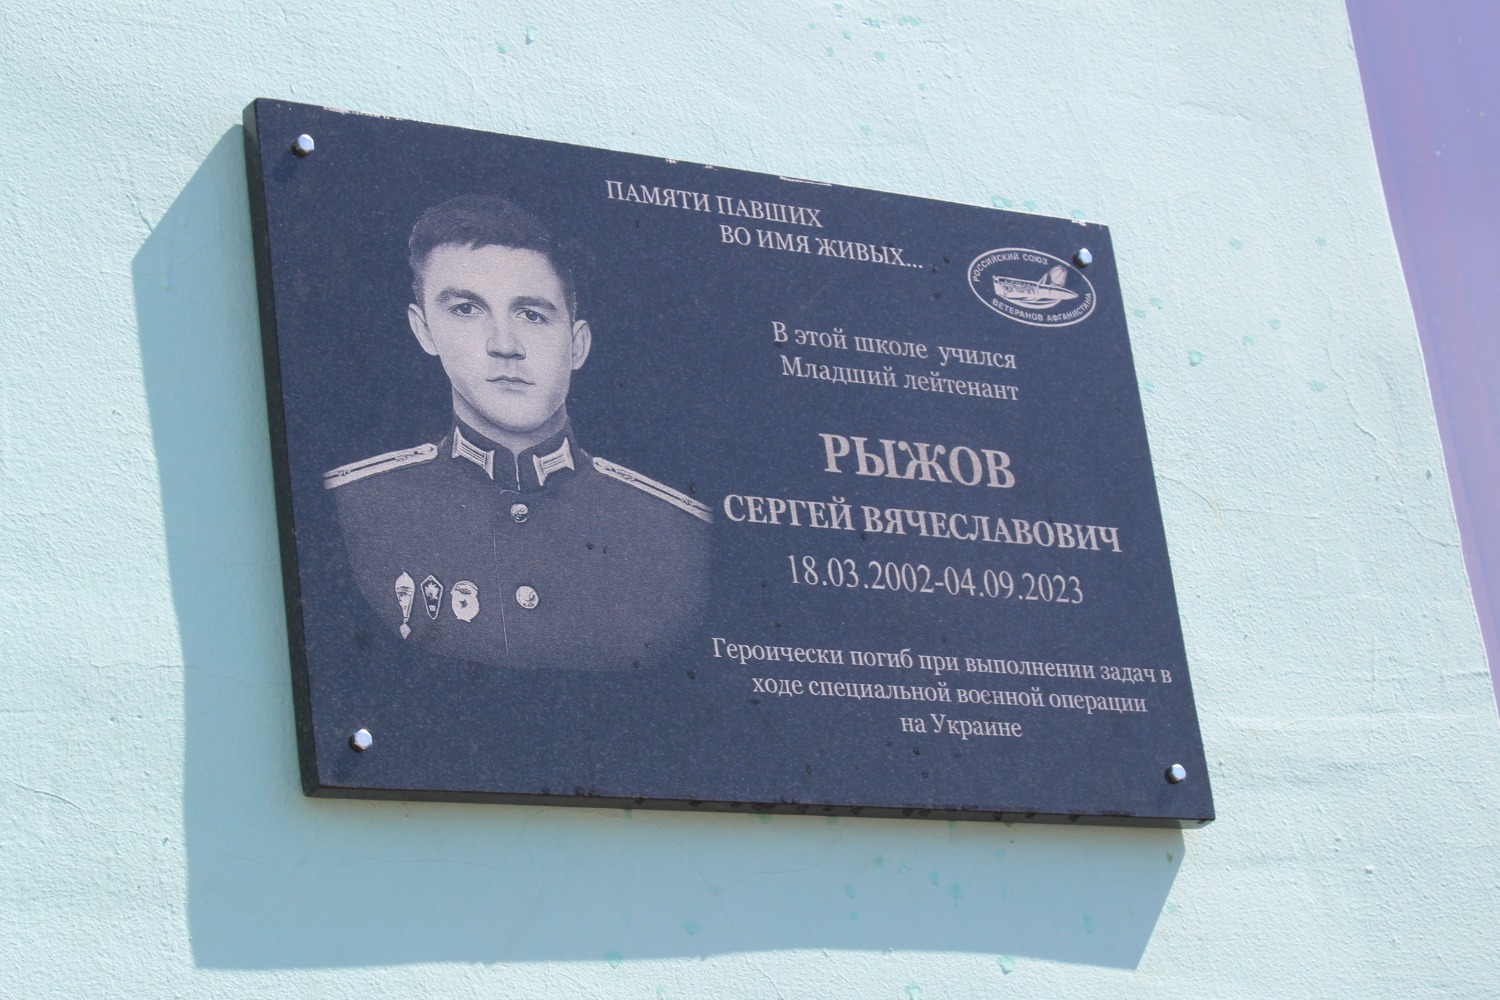 ПАМЯТИ ПАВШИХ
ВО ИМЯ ЖИВЫХ...
РОССИЙСКИЙ СОЮЗ
ВЕТЕРАНОВ АФГАНИСТАНА
В этой школе учился
Младший лейтенант
РЫЖОВ
СЕРГЕЙ ВЯЧЕСЛАВОВИЧ
18.03.2002-04.09.2023
Героически погиб при выполнении задач в
ходе специальной военной операции
на Украине